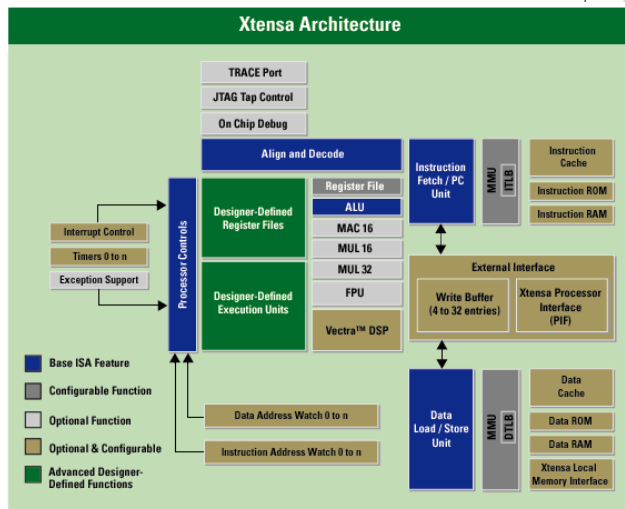 Xtensa Architecture
TRACE Port
JTAG Tap Control
On Chip Debug
Align and Decode
Instruction
Fetch / PC
Unit
MMU
ITLB
Instruction
Cache
Instruction ROM
Instruction RAM
Processor Controls
Designer-Defined
Register Files
Register File
ALU
MAC 16
MUL 16
MUL 32
FPU
Vectra™ DSP
Designer-Defined
Execution Units
Interrupt Control
Timers 0 to n
Exception Support
External Interface
Write Buffer
(4 to 32 entries)
Xtensa Processor
Interface
(PIF)
Base ISA Feature
Configurable Function
Optional Function
Optional & Configurable
Advanced Designer-
Defined Functions
Data Address Watch 0 to n
Instruction Address Watch 0 to n
Data
Load / Store
Unit
MMU
DTLB
Data
Cache
Data ROM
Data RAM
Xtensa Local
Memory Interface